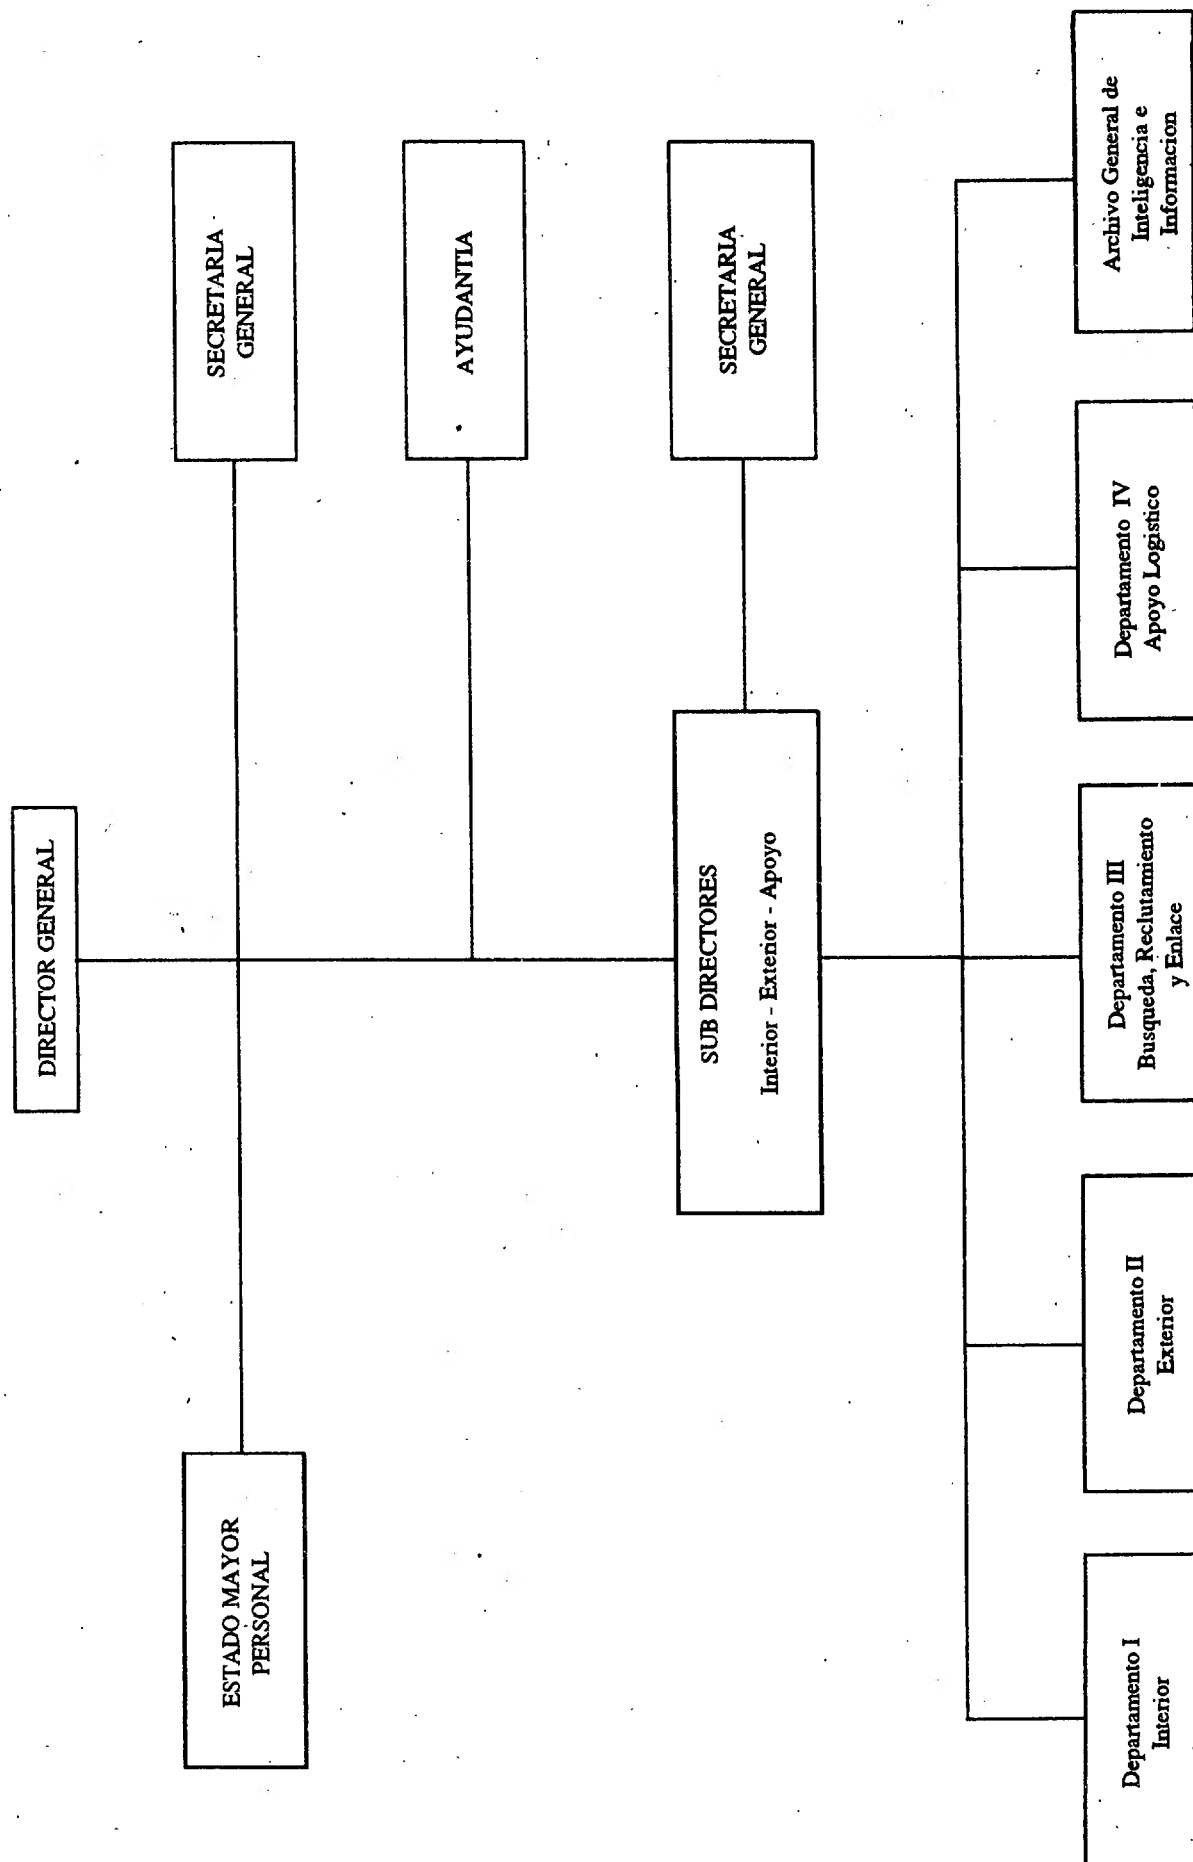 DIRECTOR GENERAL
ESTADO MAYOR
PERSONAL
SECRETARIA
GENERAL
AYUDANTIA
SUB DIRECTORES
Interior - Exterior - Apoyo
SECRETARIA
GENERAL
Departamento I
Interior
Departamento II
Exterior
Departamento III
Busqueda, Reclutamiento
y Enlace
Departamento IV
Apoyo Logistico
Archivo General de
Inteligencia e
Informacion